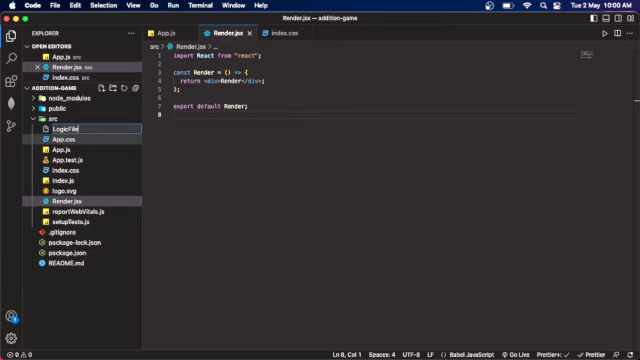 Code File Edit Selection View Go Run Terminal Window Help Tue 2 May 10:00 AM
Render.jsx — addition-game
EXPLORER ...
App.js Render.jsx × index.css
src > Render.jsx > ...
OPEN EDITORS
App.js src
× Render.jsx src
index.css src
ADDITION-GAME
node_modules
public
src
LogicFile
App.css
App.js
App.test.js
index.css
index.js
logo.svg
Render.jsx
reportWebVitals.js
setupTests.js
.gitignore
package-lock.json
package.json
README.md
1 import React from "react";
2
3 const Render = () => {
4 return <div>Render</div>;
5 };
6
7 export default Render;
8
0 0 Ln 8, Col 1 Spaces: 4 UTF-8 LF {} Babel JavaScript Go Live Prettier+: ✓ Prettier